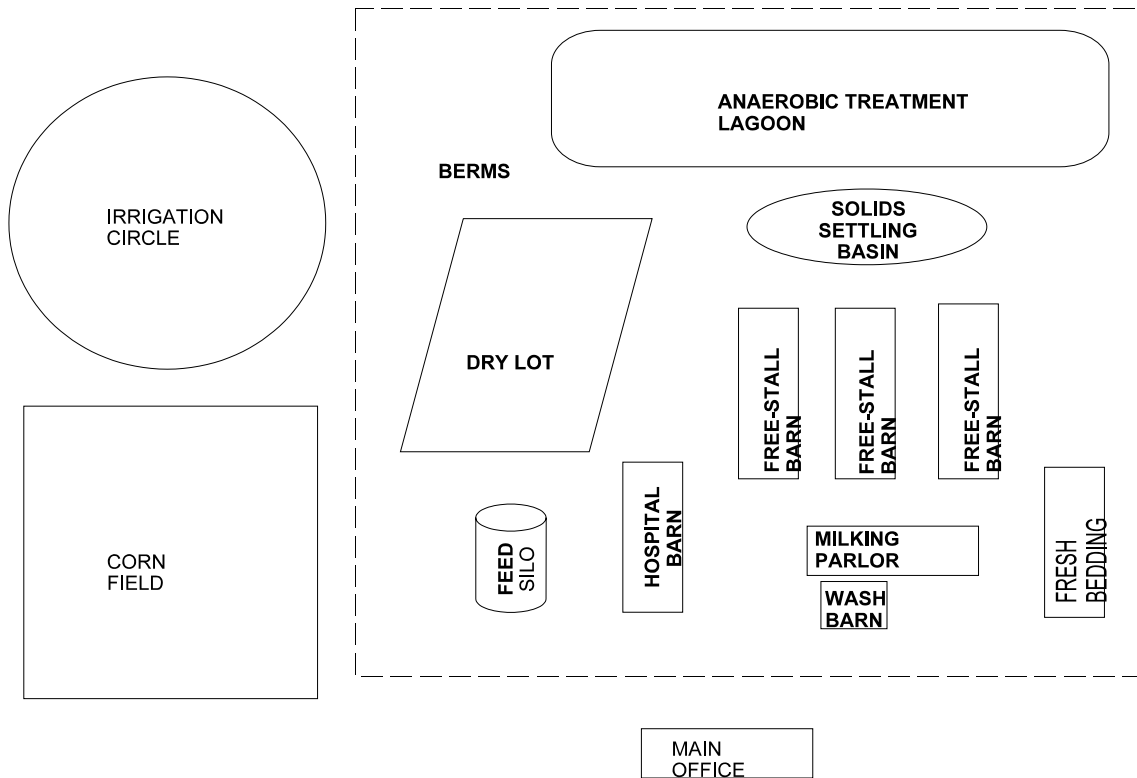 ANAEROBIC TREATMENT
LAGOON
BERMS
IRRIGATION
CIRCLE
SOLIDS
SETTLING
BASIN
DRY LOT
FREE-STALL
BARN
FREE-STALL
BARN
FREE-STALL
BARN
CORN
FIELD
FEED
SILO
HOSPITAL
BARN
MILKING
PARLOR
WASH
BARN
FRESH
BEDDING
MAIN
OFFICE